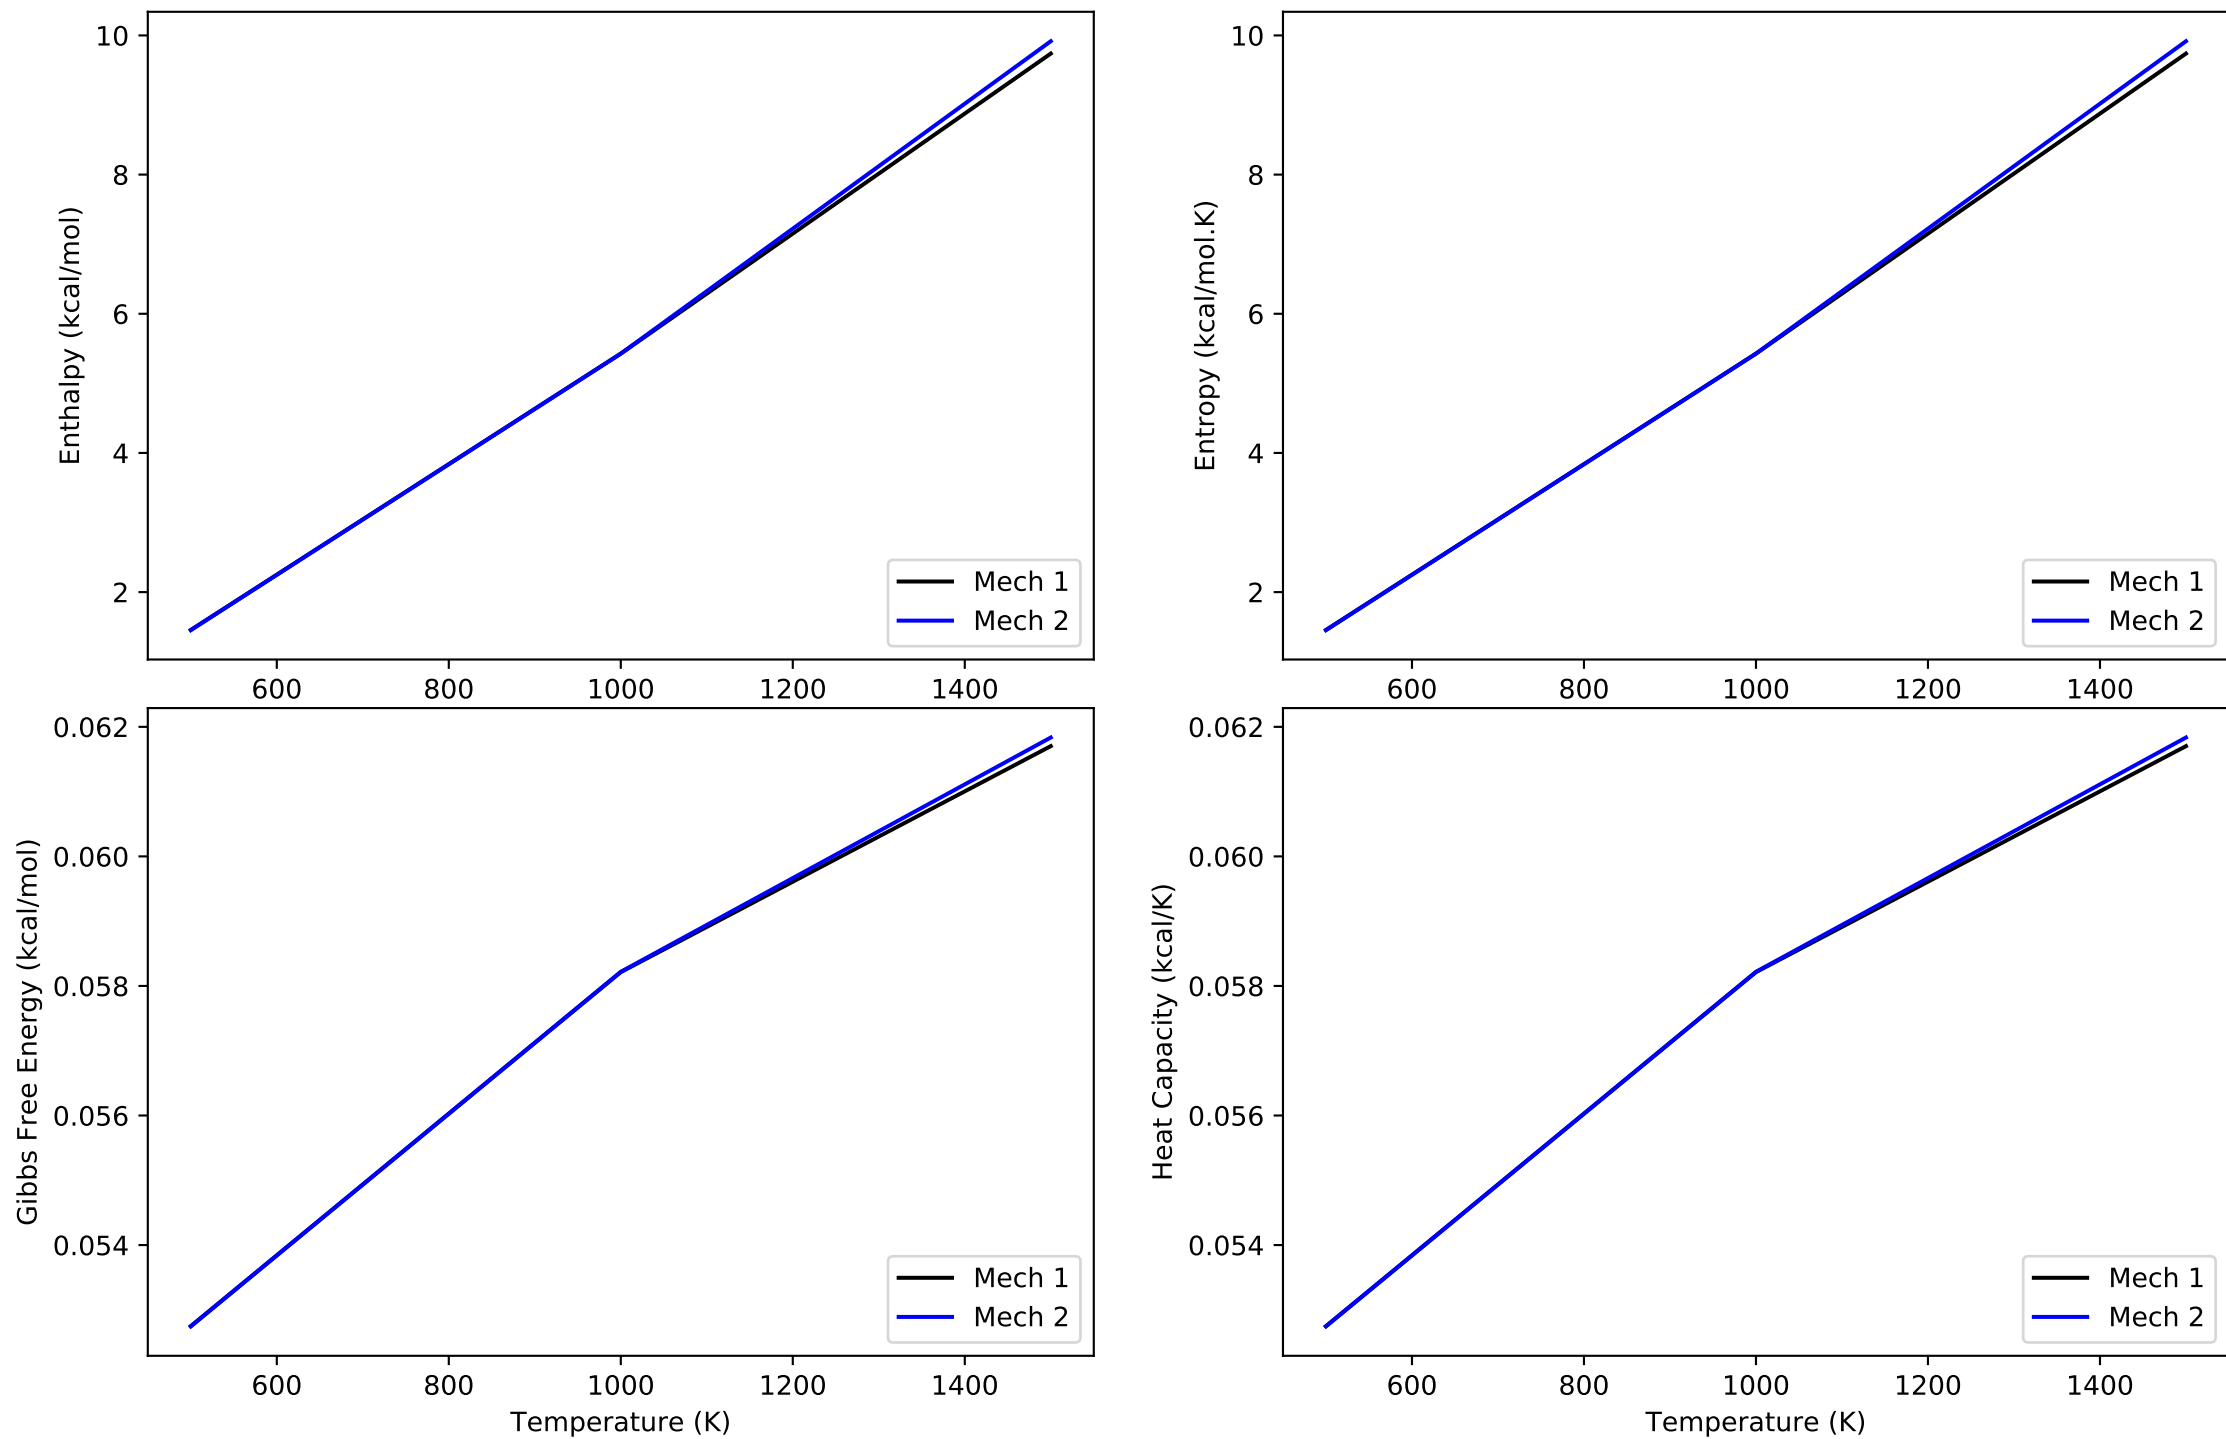 10
8
6
4
2
Enthalpy (kcal/mol)
600 800 1000 1200 1400
Mech 1
Mech 2
10
8
6
4
2
Entropy (kcal/mol.K)
600 800 1000 1200 1400
Mech 1
Mech 2
0.062
0.060
0.058
0.056
0.054
Gibbs Free Energy (kcal/mol)
600 800 1000 1200 1400
Temperature (K)
Mech 1
Mech 2
0.062
0.060
0.058
0.056
0.054
Heat Capacity (kcal/K)
600 800 1000 1200 1400
Temperature (K)
Mech 1
Mech 2